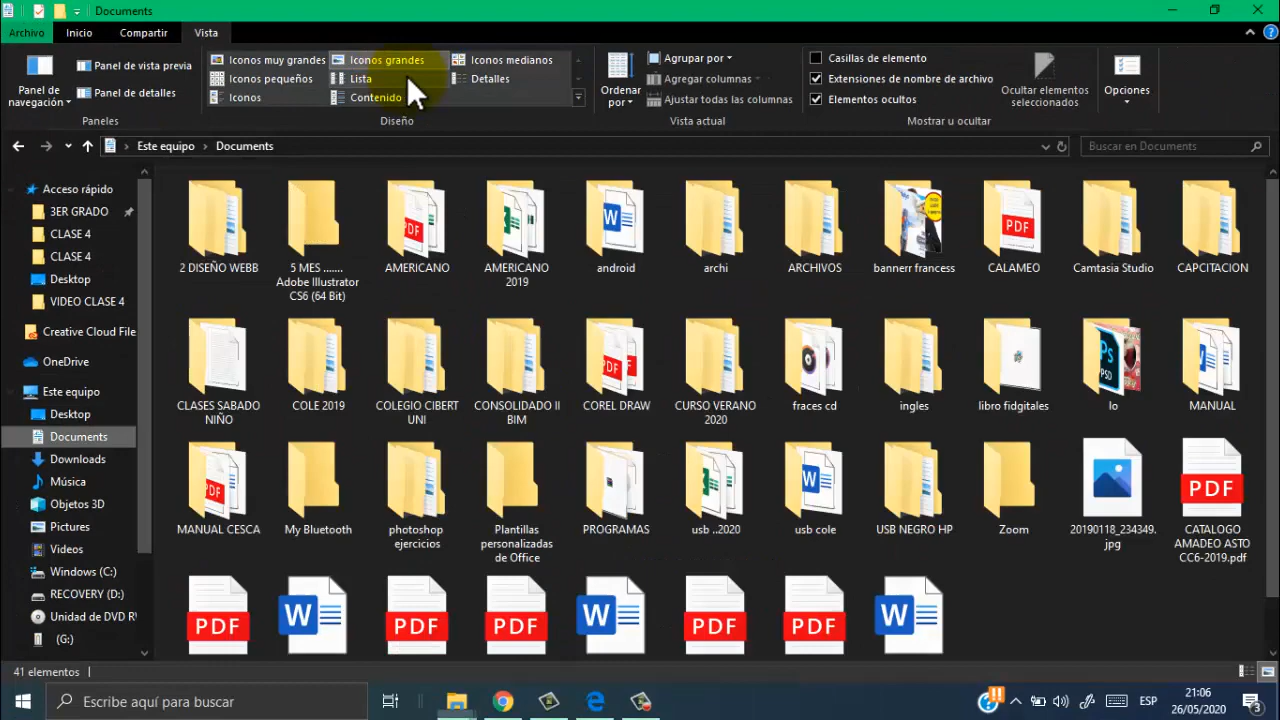 Documents
Archivo Inicio Compartir Vista
Panel de navegación
Panel de vista previa
Panel de detalles
Paneles
Iconos muy grandes Iconos grandes Iconos medianos
Iconos pequeños Lista Detalles
Iconos Contenido
Diseño
Ordenar por
Agrupar por
Agregar columnas
Ajustar todas las columnas
Vista actual
Casillas de elemento
Extensiones de nombre de archivo
Elementos ocultos
Ocultar elementos seleccionados
Mostrar u ocultar
Opciones
Este equipo Documents
Buscar en Documents
Acceso rápido
3ER GRADO
CLASE 4
CLASE 4
Desktop
VIDEO CLASE 4
Creative Cloud File
OneDrive
Este equipo
Desktop
Documents
Downloads
Música
Objetos 3D
Pictures
Videos
Windows (C:)
RECOVERY (D:)
Unidad de DVD R
(G:)
2 DISEÑO WEBB
5 MES .......
Adobe Illustrator
CS6 (64 Bit)
AMERICANO
AMERICANO
2019
android
archi
ARCHIVOS
bannerr francess
CALAMEO
Camtasia Studio
CAPCITACION
CLASES SABADO
NIÑO
COLE 2019
COLEGIO CIBERT
UNI
CONSOLIDADO II
BIM
COREL DRAW
CURSO VERANO
2020
fraces cd
ingles
libro fidgitales
lo
MANUAL
MANUAL CESCA
My Bluetooth
photoshop
ejercicios
Plantillas
personalizadas
de Office
PROGRAMAS
usb ..2020
usb cole
USB NEGRO HP
Zoom
20190118_234349.
jpg
CATALOGO
AMADEO ASTO
CC6-2019.pdf
PDF
PDF
PDF
PDF
PDF
PDF
41 elementos
Escribe aquí para buscar
ESP
21:06
26/05/2020
3